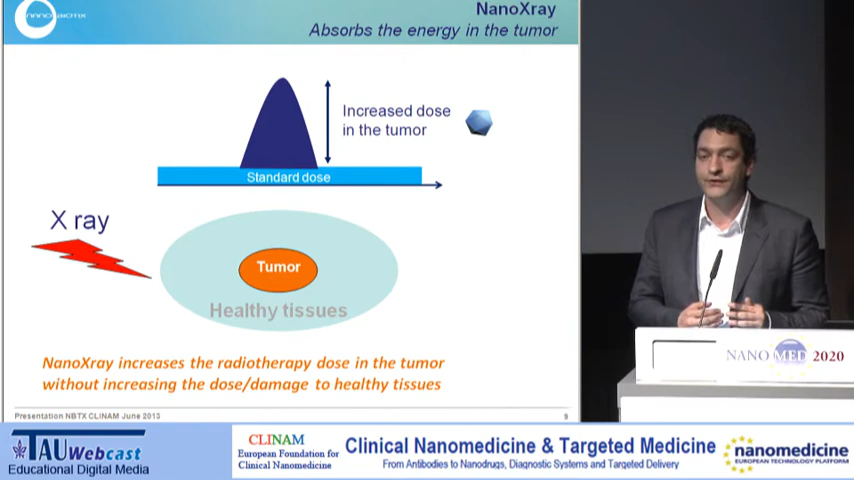 nanobiotix
NanoXray
Absorbs the energy in the tumor
Increased dose
in the tumor
Standard dose
X ray
Tumor
Healthy tissues
NanoXray increases the radiotherapy dose in the tumor
without increasing the dose/damage to healthy tissues
Presentation NBTX CLINAM June 2013
9
NANO MED 2020
TAU Webcast
Educational Digital Media
CLINAM
European Foundation for
Clinical Nanomedicine
Clinical Nanomedicine & Targeted Medicine
From Antibodies to Nanodrugs, Diagnostic Systems and Targeted Delivery
nanomedicine
EUROPEAN TECHNOLOGY PLATFORM